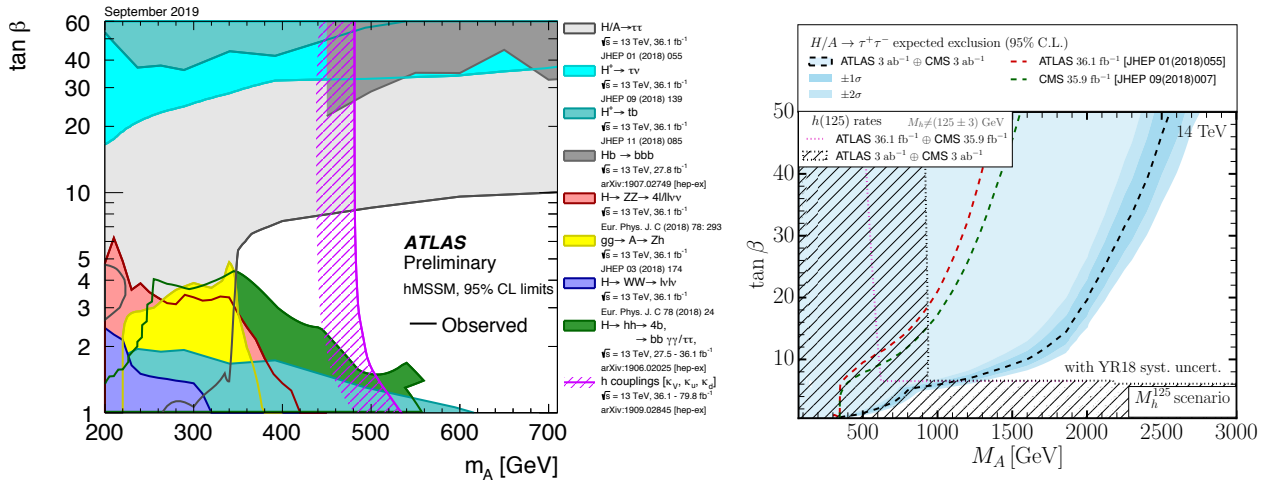 September 2019
tan β
60
50
40
30
20
10
5
4
3
2
1
200
300
400
500
600
700
m_A [GeV]
ATLAS
Preliminary
hMSSM, 95% CL limits
Observed
H/A→ττ
√s = 13 TeV, 36.1 fb⁻¹
JHEP 01 (2018) 055
H⁺→ τν
√s = 13 TeV, 36.1 fb⁻¹
JHEP 09 (2018) 139
H⁺→ tb
√s = 13 TeV, 36.1 fb⁻¹
JHEP 11 (2018) 085
Hb → bbb
√s = 13 TeV, 27.8 fb⁻¹
arXiv:1907.02749 [hep-ex]
H→ ZZ→ 4l/llνν
√s = 13 TeV, 36.1 fb⁻¹
Eur. Phys. J. C (2018) 78: 293
gg→ A→ Zh
√s = 13 TeV, 36.1 fb⁻¹
JHEP 03 (2018) 174
H→ WW→ lνlν
√s = 13 TeV, 36.1 fb⁻¹
Eur. Phys. J. C 78 (2018) 24
H→ hh→ 4b,
→ bb γγ/ττ,
√s = 13 TeV, 27.5 - 36.1 fb⁻¹
arXiv:1906.02025 [hep-ex]
h couplings [κ_V, κ_u, κ_d]
√s = 13 TeV, 36.1 - 79.8 fb⁻¹
arXiv:1909.02845 [hep-ex]
H/A → τ⁺τ⁻ expected exclusion (95% C.L.)
ATLAS 3 ab⁻¹ ⊕ CMS 3 ab⁻¹
±1σ
±2σ
ATLAS 36.1 fb⁻¹ [JHEP 01(2018)055]
CMS 35.9 fb⁻¹ [JHEP 09(2018)007]
h(125) rates M_h≠(125 ± 3) GeV
ATLAS 36.1 fb⁻¹ ⊕ CMS 35.9 fb⁻¹
ATLAS 3 ab⁻¹ ⊕ CMS 3 ab⁻¹
14 TeV
tan β
50
40
30
20
10
with YR18 syst. uncert.
M_h¹²⁵ scenario
500
1000
1500
2000
2500
3000
M_A [GeV]